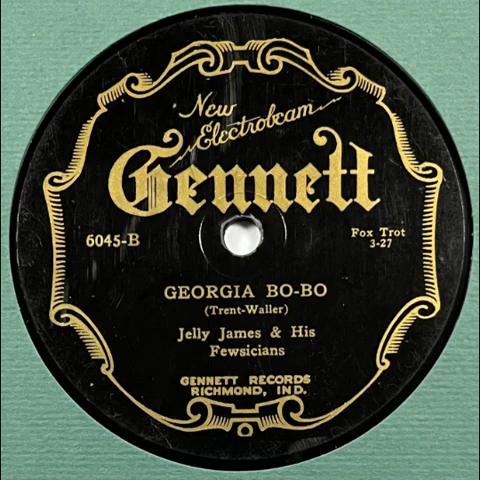 New
Electrobeam
Gennett
6045-B
Fox Trot
3-27
GEORGIA BO-BO
(Trent-Waller)
Jelly James & His
Fewsicians
GENNETT RECORDS
RICHMOND, IND.